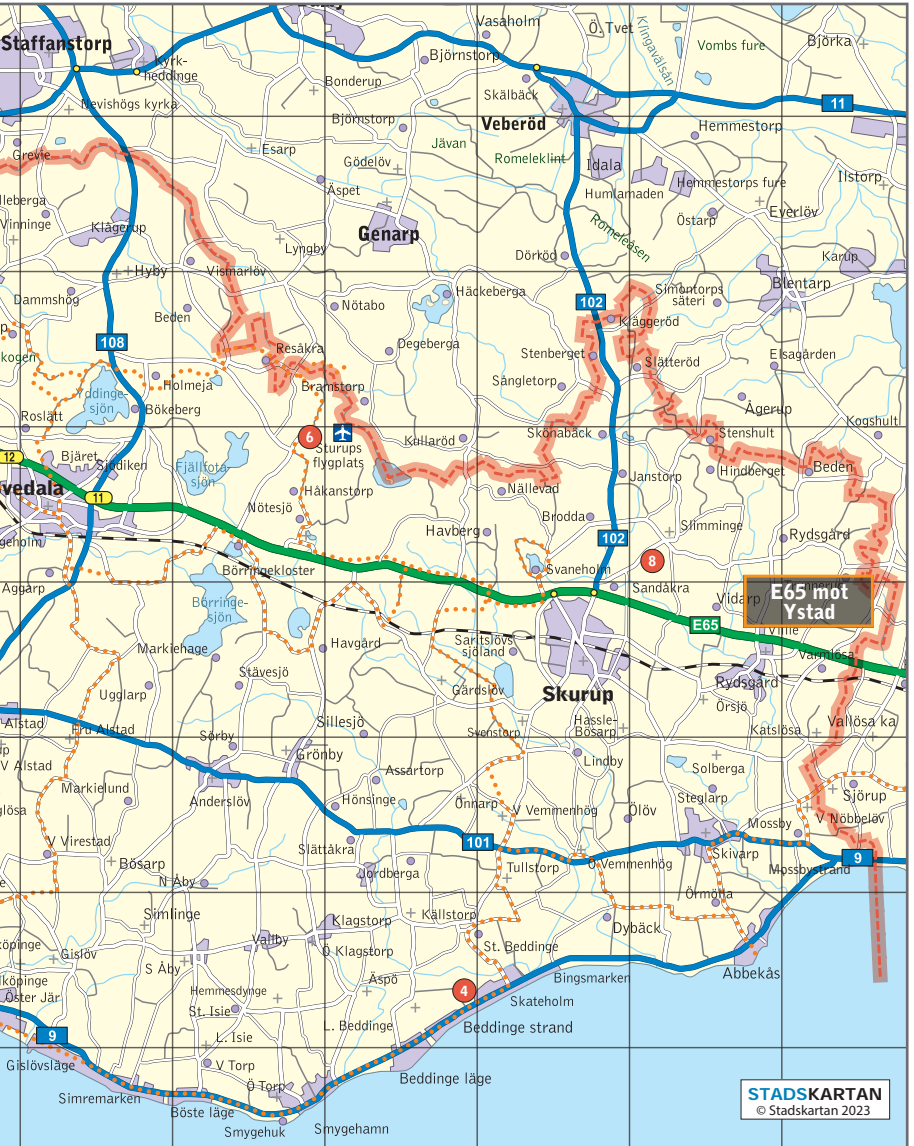 Staffanstorp
Kyrk-
heddinge
Vasaholm
Ö. Tvet
Klingavälsån
Vombs fure
Björka
Björnstorp
Bonderup
Nevishögs kyrka
Skälbäck
11
Björnstorp
Veberöd
Hemmestorp
Grevie
Esarp
Jävan
Gödelöv
Romeleklint
Idala
Hemmestorps fure
Ilstorp
Äspet
Humlamaden
Vinninge
Klågerup
Genarp
Östarp
Everlöv
Romeleåsen
Lyngby
Dörköd
Karup
Hyby
Vismarlöv
Blentarp
Dammshög
Häckeberga
Simontorps
säteri
Nötabo
102
Beden
Kläggeröd
108
Resåkra
Degeberga
Stenberget
Elsagården
Slätteröd
Holmeja
Bramstorp
Sångletorp
Yddinge-
sjön
Bökeberg
Ågerup
Roslätt
Kogshult
6
Kullaröd
Skönabäck
Stenshult
Sturups
flygplats
12
Bjäret
Sjödiken
Fjällfota-
sjön
Hindberget
Beden
Janstorp
vedala
11
Håkanstorp
Nällevad
Nötesjö
Brodda
Slimminge
Havberg
102
Rydsgård
8
Börringekloster
Svaneholm
Aggarp
Sandåkra
E65 mot
Ystad
Börringe-
sjön
Vidarp
E65
Ville
Havgård
Saritslövs
sjöland
Markiehage
Varmlösa
Stävesjö
Rydsgård
Gårdslöv
Skurup
Ugglarp
Örsjö
Alstad
Fru Alstad
Sillesjö
Hassle-
Bösarp
Vallösa ka
Svenstorp
Katslösa
Sörby
Grönby
V Alstad
Lindby
Assartorp
Solberga
Markielund
Anderslöv
Hönsinge
Önnarp
Steglarp
Sjörup
V Vemmenhög
Ölöv
Mossby
V Nöbbelöv
V Virestad
Slättåkra
101
Skivarp
9
Bösarp
Tullstorp
Ö Vemmenhög
Mossbystrand
Jordberga
N Åby
Örmölla
Simlinge
Klagstorp
Källstorp
Dybäck
Vallby
St. Beddinge
Gislöv
Ö Klagstorp
S Åby
Abbekås
Äspö
Bingsmarken
Hemmesdynge
4
Öster Jär
St. Isie
Skateholm
L. Beddinge
Beddinge strand
9
L. Isie
Gislövsläge
V Torp
Beddinge läge
Ö Torp
Simremarken
Böste läge
STADSKARTAN
© Stadskartan 2023
Smygehuk
Smygehamn